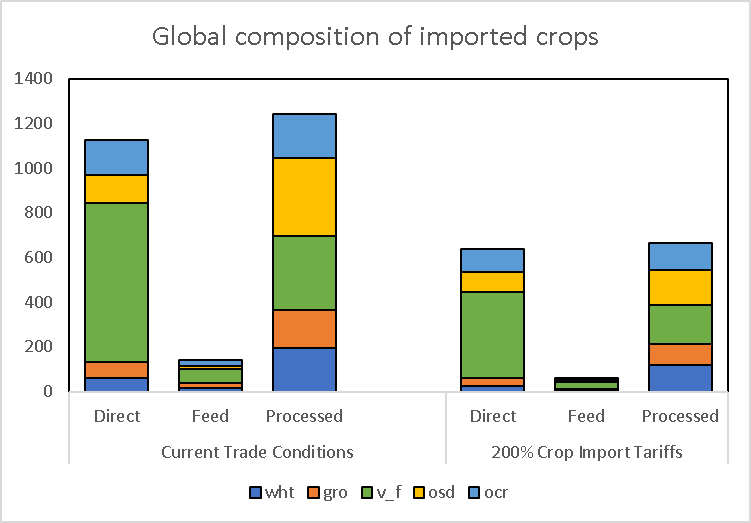 Global composition of imported crops
1400
1200
1000
800
600
400
200
0
Direct Feed Processed Direct Feed Processed
Current Trade Conditions 200% Crop Import Tariffs
wht gro v_f osd ocr